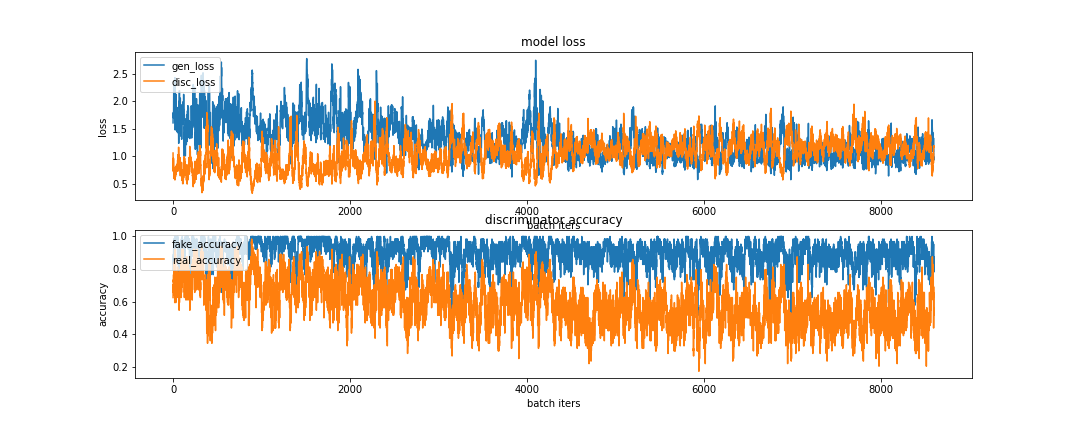 model loss
gen_loss
disc_loss
2.5
2.0
1.5
1.0
0.5
loss
0 2000 4000 6000 8000
batch iters
discriminator accuracy
fake_accuracy
real_accuracy
1.0
0.8
0.6
0.4
0.2
accuracy
0 2000 4000 6000 8000
batch iters